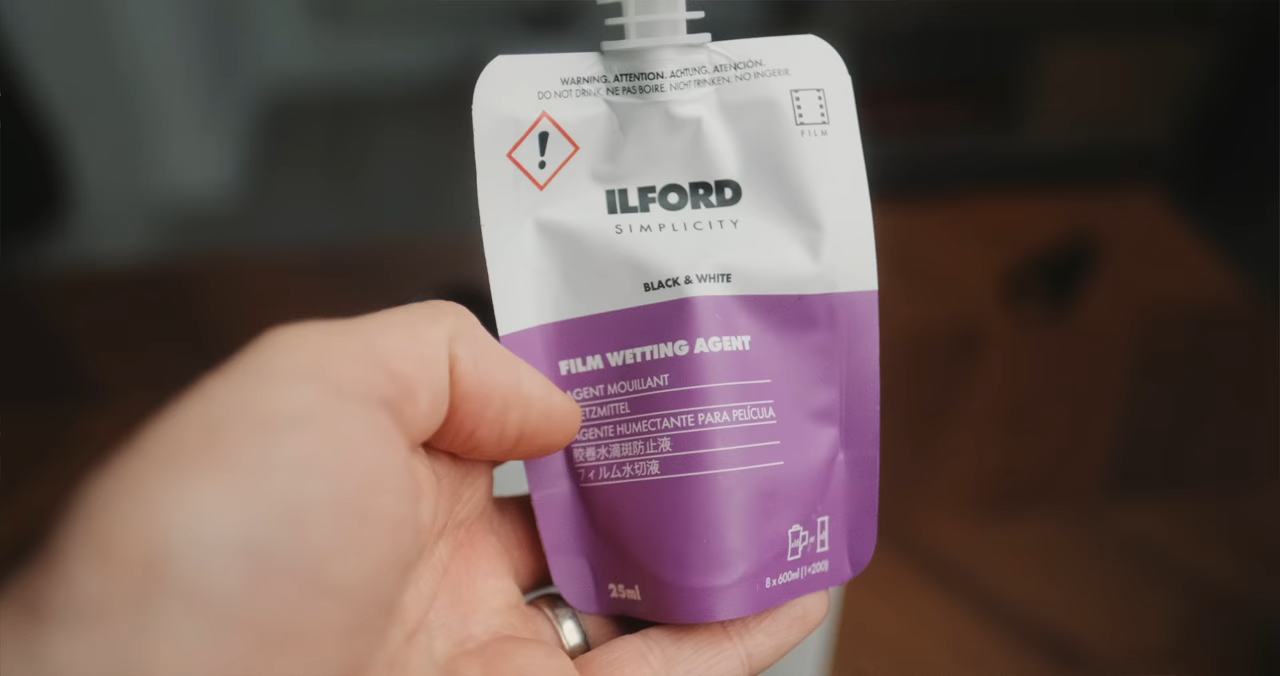 WARNING. ATTENTION. ACHTUNG. ATENCIÓN.
DO NOT DRINK. NE PAS BOIRE. NICHT TRINKEN. NO INGERIR.
FILM
ILFORD
SIMPLICITY
BLACK & WHITE
FILM WETTING AGENT
AGENT MOUILLANT
ETZMITTEL
AGENTE HUMECTANTE PARA PELÍCULA
胶卷水滴斑防止液
フィルム水切液
8 x 600ml (1+200)
25ml